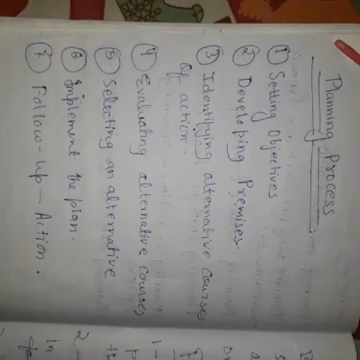 Planning Process
① Setting Objectives
② Developing Premises.
③ Identifying alternative courses
of action.
④ Evaluating alternative courses
⑤ Selecting an alternative
⑥ Implement the plan.
⑦ Follow-up - Action.